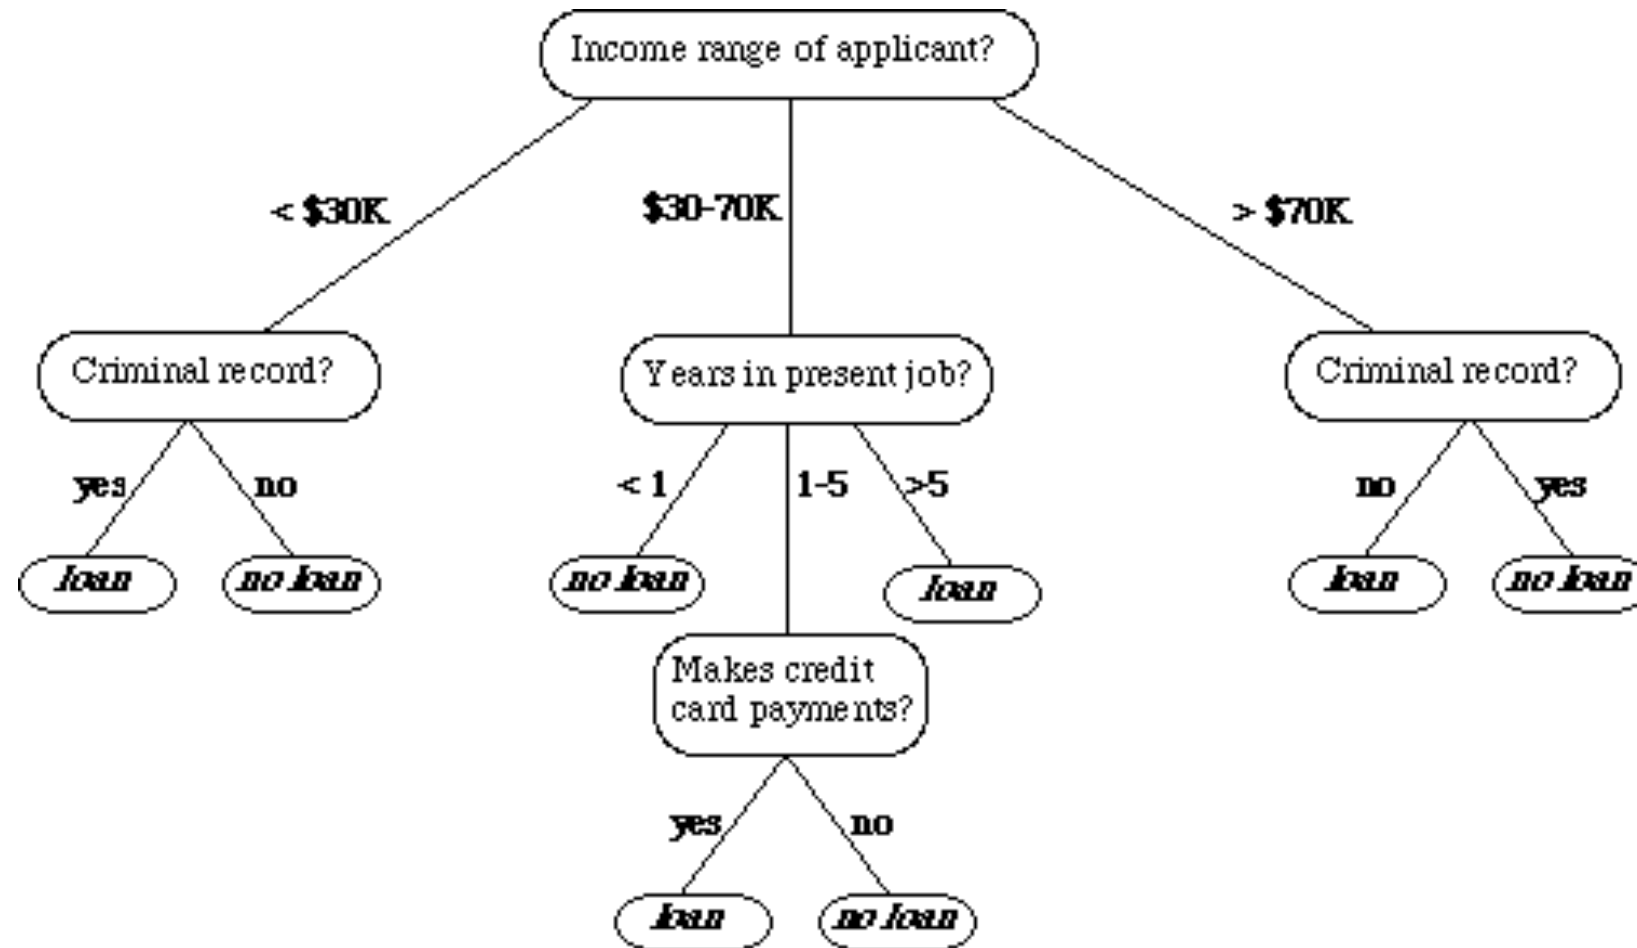 Income range of applicant?
< $30K
$30-70K
> $70K
Criminal record?
Years in present job?
Criminal record?
yes
no
< 1
1-5
>5
no
yes
loan
no loan
no loan
loan
loan
no loan
Makes credit
card payments?
yes
no
loan
no loan